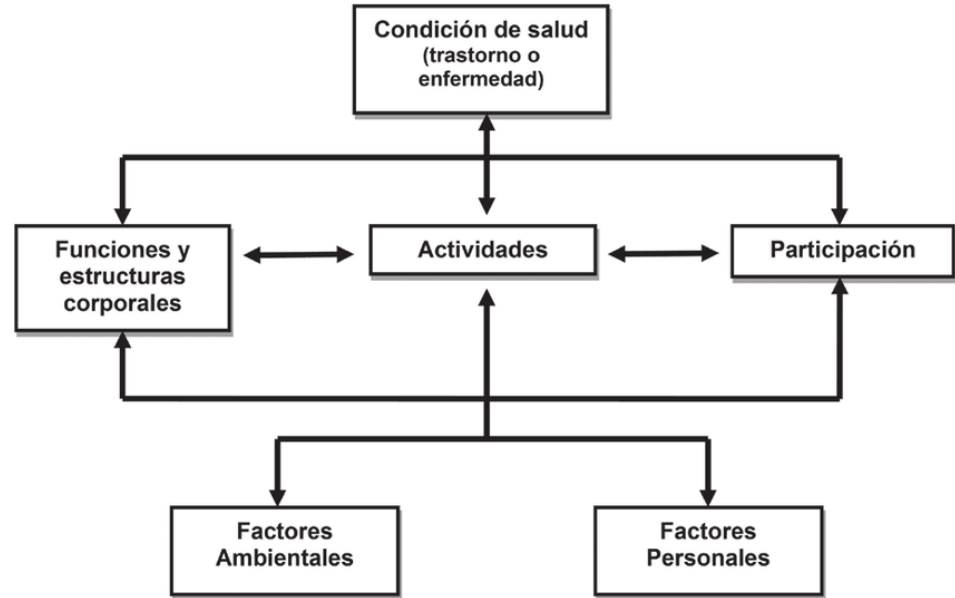 Condición de salud
(trastorno o
enfermedad)
Funciones y
estructuras
corporales
Actividades
Participación
Factores
Ambientales
Factores
Personales